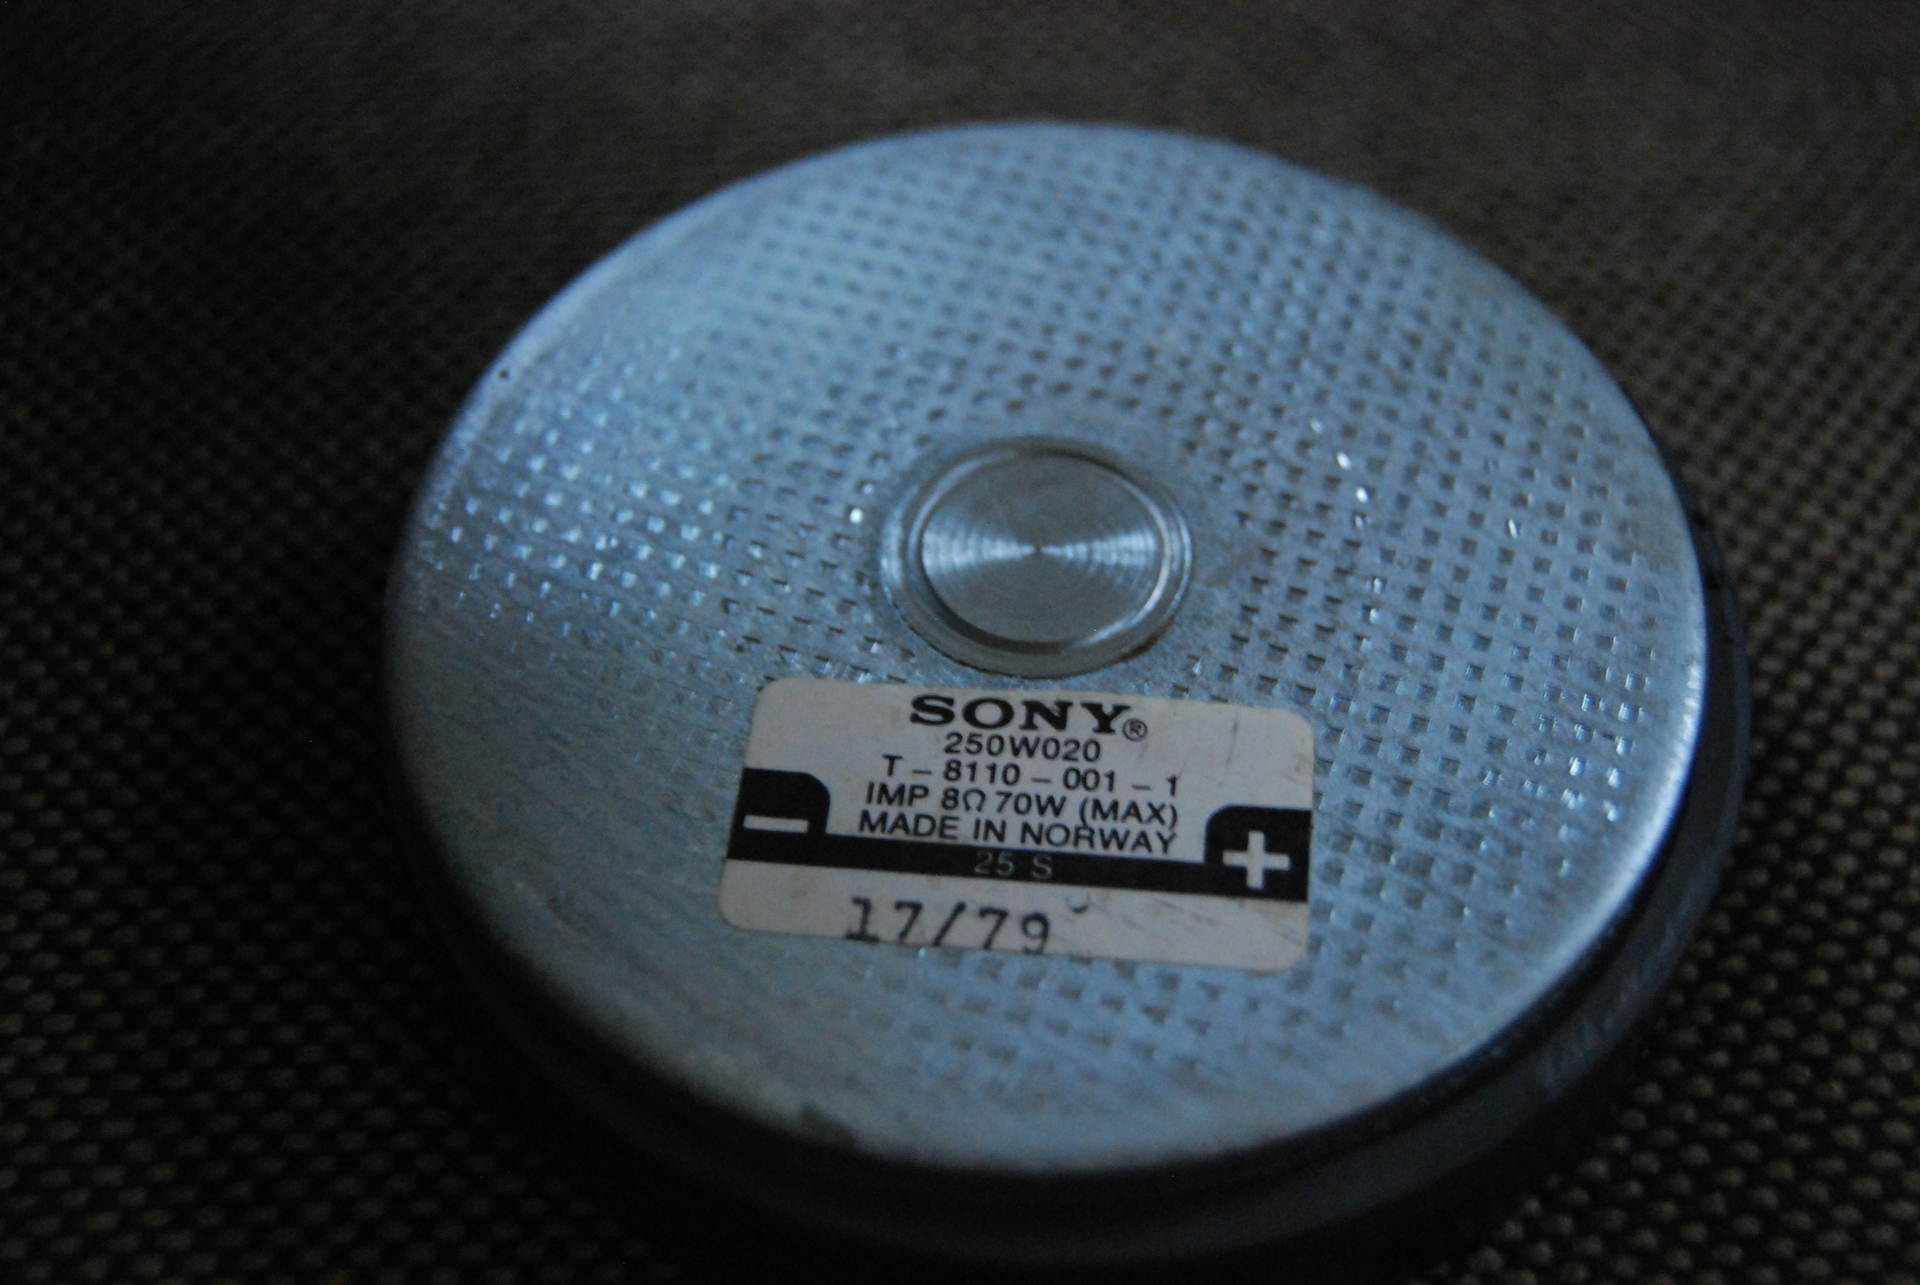 SONY®
250W020
T – 8110 – 001 – 1
IMP 8Ω 70W (MAX)
MADE IN NORWAY
– +
25 S
17/79